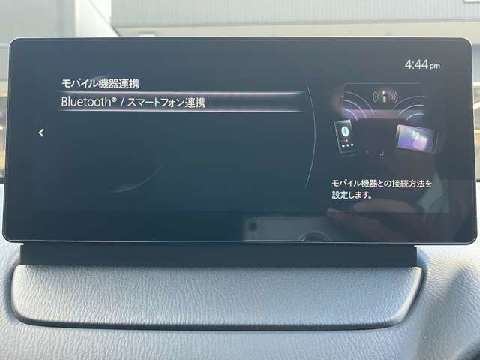 4:44 pm
モバイル機器連携
Bluetooth® / スマートフォン連携
モバイル機器との接続方法を
設定します。